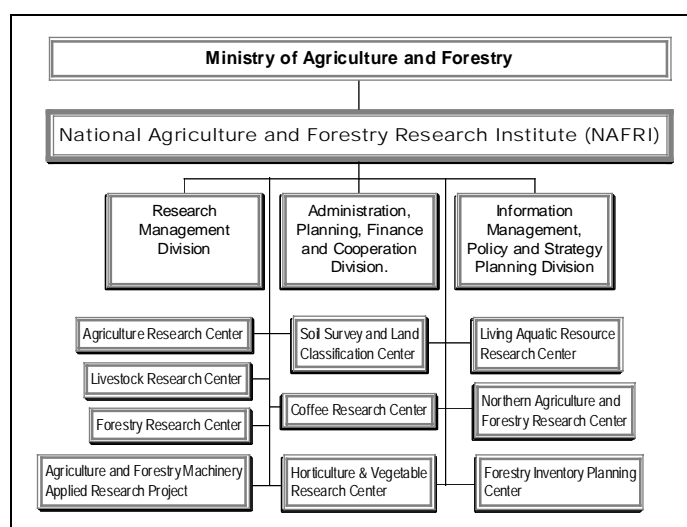 Ministry of Agriculture and Forestry
National Agriculture and Forestry Research Institute (NAFRI)
Research
Management
Division
Administration,
Planning, Finance
and Cooperation
Division.
Information
Management,
Policy and Strategy
Planning Division
Agriculture Research Center
Soil Survey and Land
Classification Center
Living Aquatic Resource
Research Center
Livestock Research Center
Forestry Research Center
Coffee Research Center
Northern Agriculture and
Forestry Research Center
Agriculture and Forestry Machinery
Applied Research Project
Horticulture & Vegetable
Research Center
Forestry Inventory Planning
Center